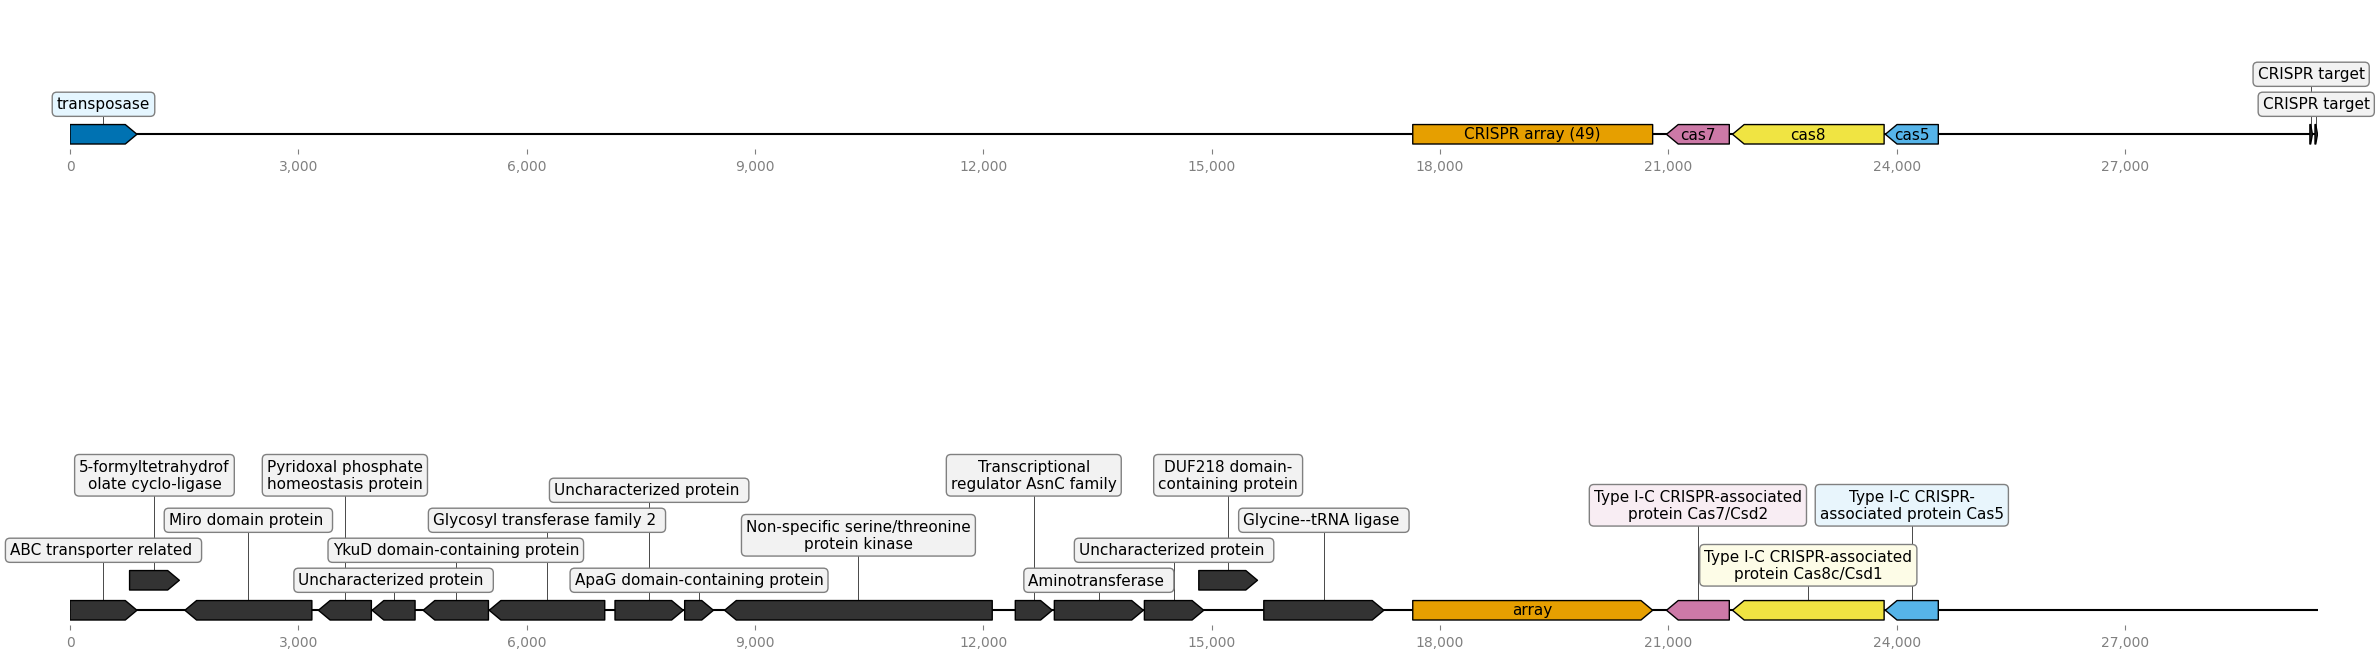 CRISPR target
transposase
CRISPR target
CRISPR array (49)
cas7
cas8
cas5
0
3,000
6,000
9,000
12,000
15,000
18,000
21,000
24,000
27,000
5-formyltetrahydrof
olate cyclo-ligase
Pyridoxal phosphate
homeostasis protein
Transcriptional
regulator AsnC family
DUF218 domain-
containing protein
Uncharacterized protein
Type I-C CRISPR-associated
protein Cas7/Csd2
Type I-C CRISPR-
associated protein Cas5
Miro domain protein
Glycosyl transferase family 2
Non-specific serine/threonine
protein kinase
Glycine--tRNA ligase
ABC transporter related
YkuD domain-containing protein
Uncharacterized protein
Type I-C CRISPR-associated
protein Cas8c/Csd1
Uncharacterized protein
ApaG domain-containing protein
Aminotransferase
array
0
3,000
6,000
9,000
12,000
15,000
18,000
21,000
24,000
27,000